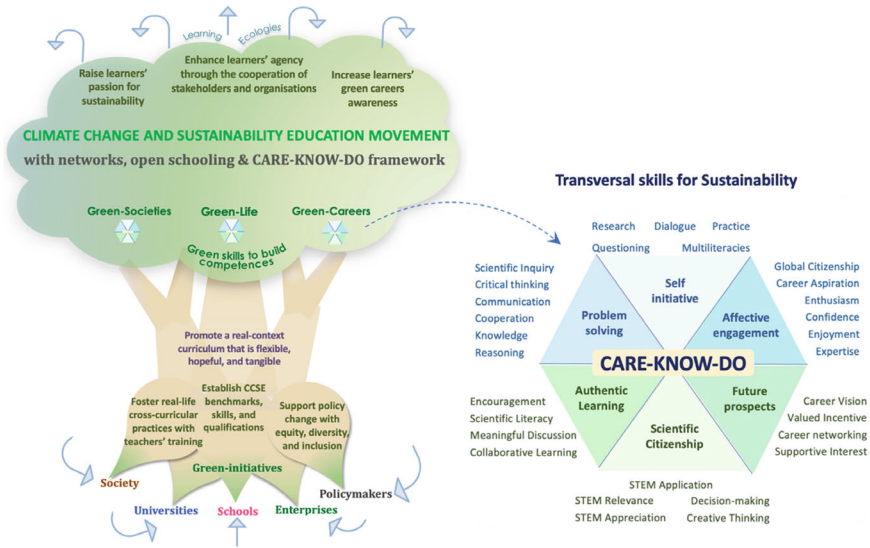 Learning Ecologies
Raise learners'
passion for
sustainability
Enhance learners' agency
through the cooperation of
stakeholders and organisations
Increase learners'
green careers
awareness
CLIMATE CHANGE AND SUSTAINABILITY EDUCATION MOVEMENT
with networks, open schooling & CARE-KNOW-DO framework
Green-Societies
Green-Life
Green-Careers
Green skills to build
competences
Promote a real-context
curriculum that is flexible,
hopeful, and tangible
Foster real-life
cross-curricular
practices with
teachers' training
Establish CCSE
benchmarks,
skills, and
qualifications
Support policy
change with
equity, diversity,
and inclusion
Green-initiatives
Society
Universities
Schools
Enterprises
Policymakers
Transversal skills for Sustainability
Research Dialogue Practice
Questioning Multiliteracies
Scientific Inquiry
Critical thinking
Communication
Cooperation
Knowledge
Reasoning
Problem
solving
Self
initiative
Affective
engagement
Global Citizenship
Career Aspiration
Enthusiasm
Confidence
Enjoyment
Expertise
CARE-KNOW-DO
Encouragement
Scientific Literacy
Meaningful Discussion
Collaborative Learning
Authentic
Learning
Scientific
Citizenship
Future
prospects
Career Vision
Valued Incentive
Career networking
Supportive Interest
STEM Application
STEM Relevance Decision-making
STEM Appreciation Creative Thinking